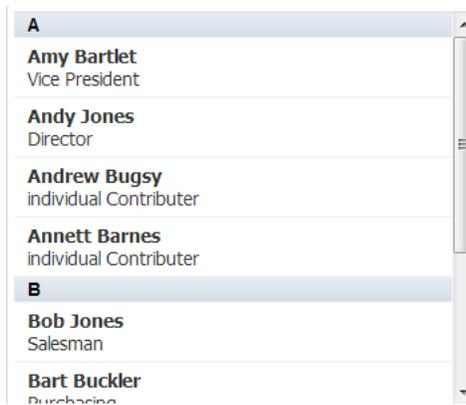 A
Amy Bartlet
Vice President
Andy Jones
Director
Andrew Bugsy
individual Contributer
Annett Barnes
individual Contributer
B
Bob Jones
Salesman
Bart Buckler
Purchasing